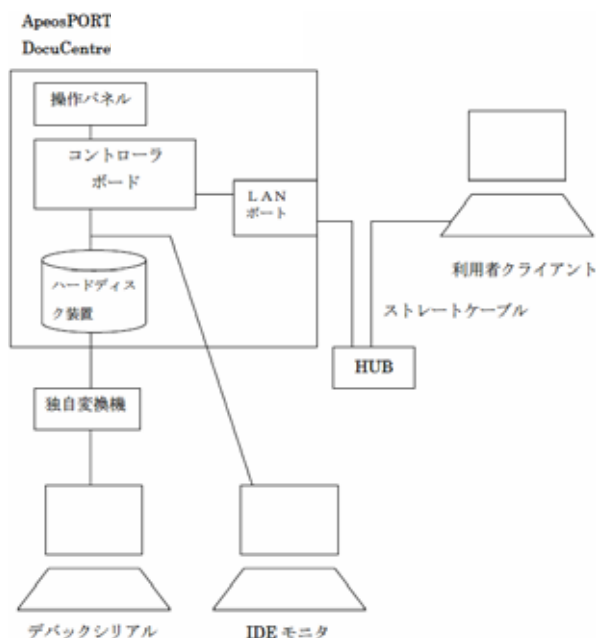 ApeosPORT
DocuCentre
操作パネル
コントローラ
ボード
LAN
ポート
ハードディス
ク装置
利用者クライアント
ストレートケーブル
HUB
独自変換機
デバックシリアル
IDEモニタ